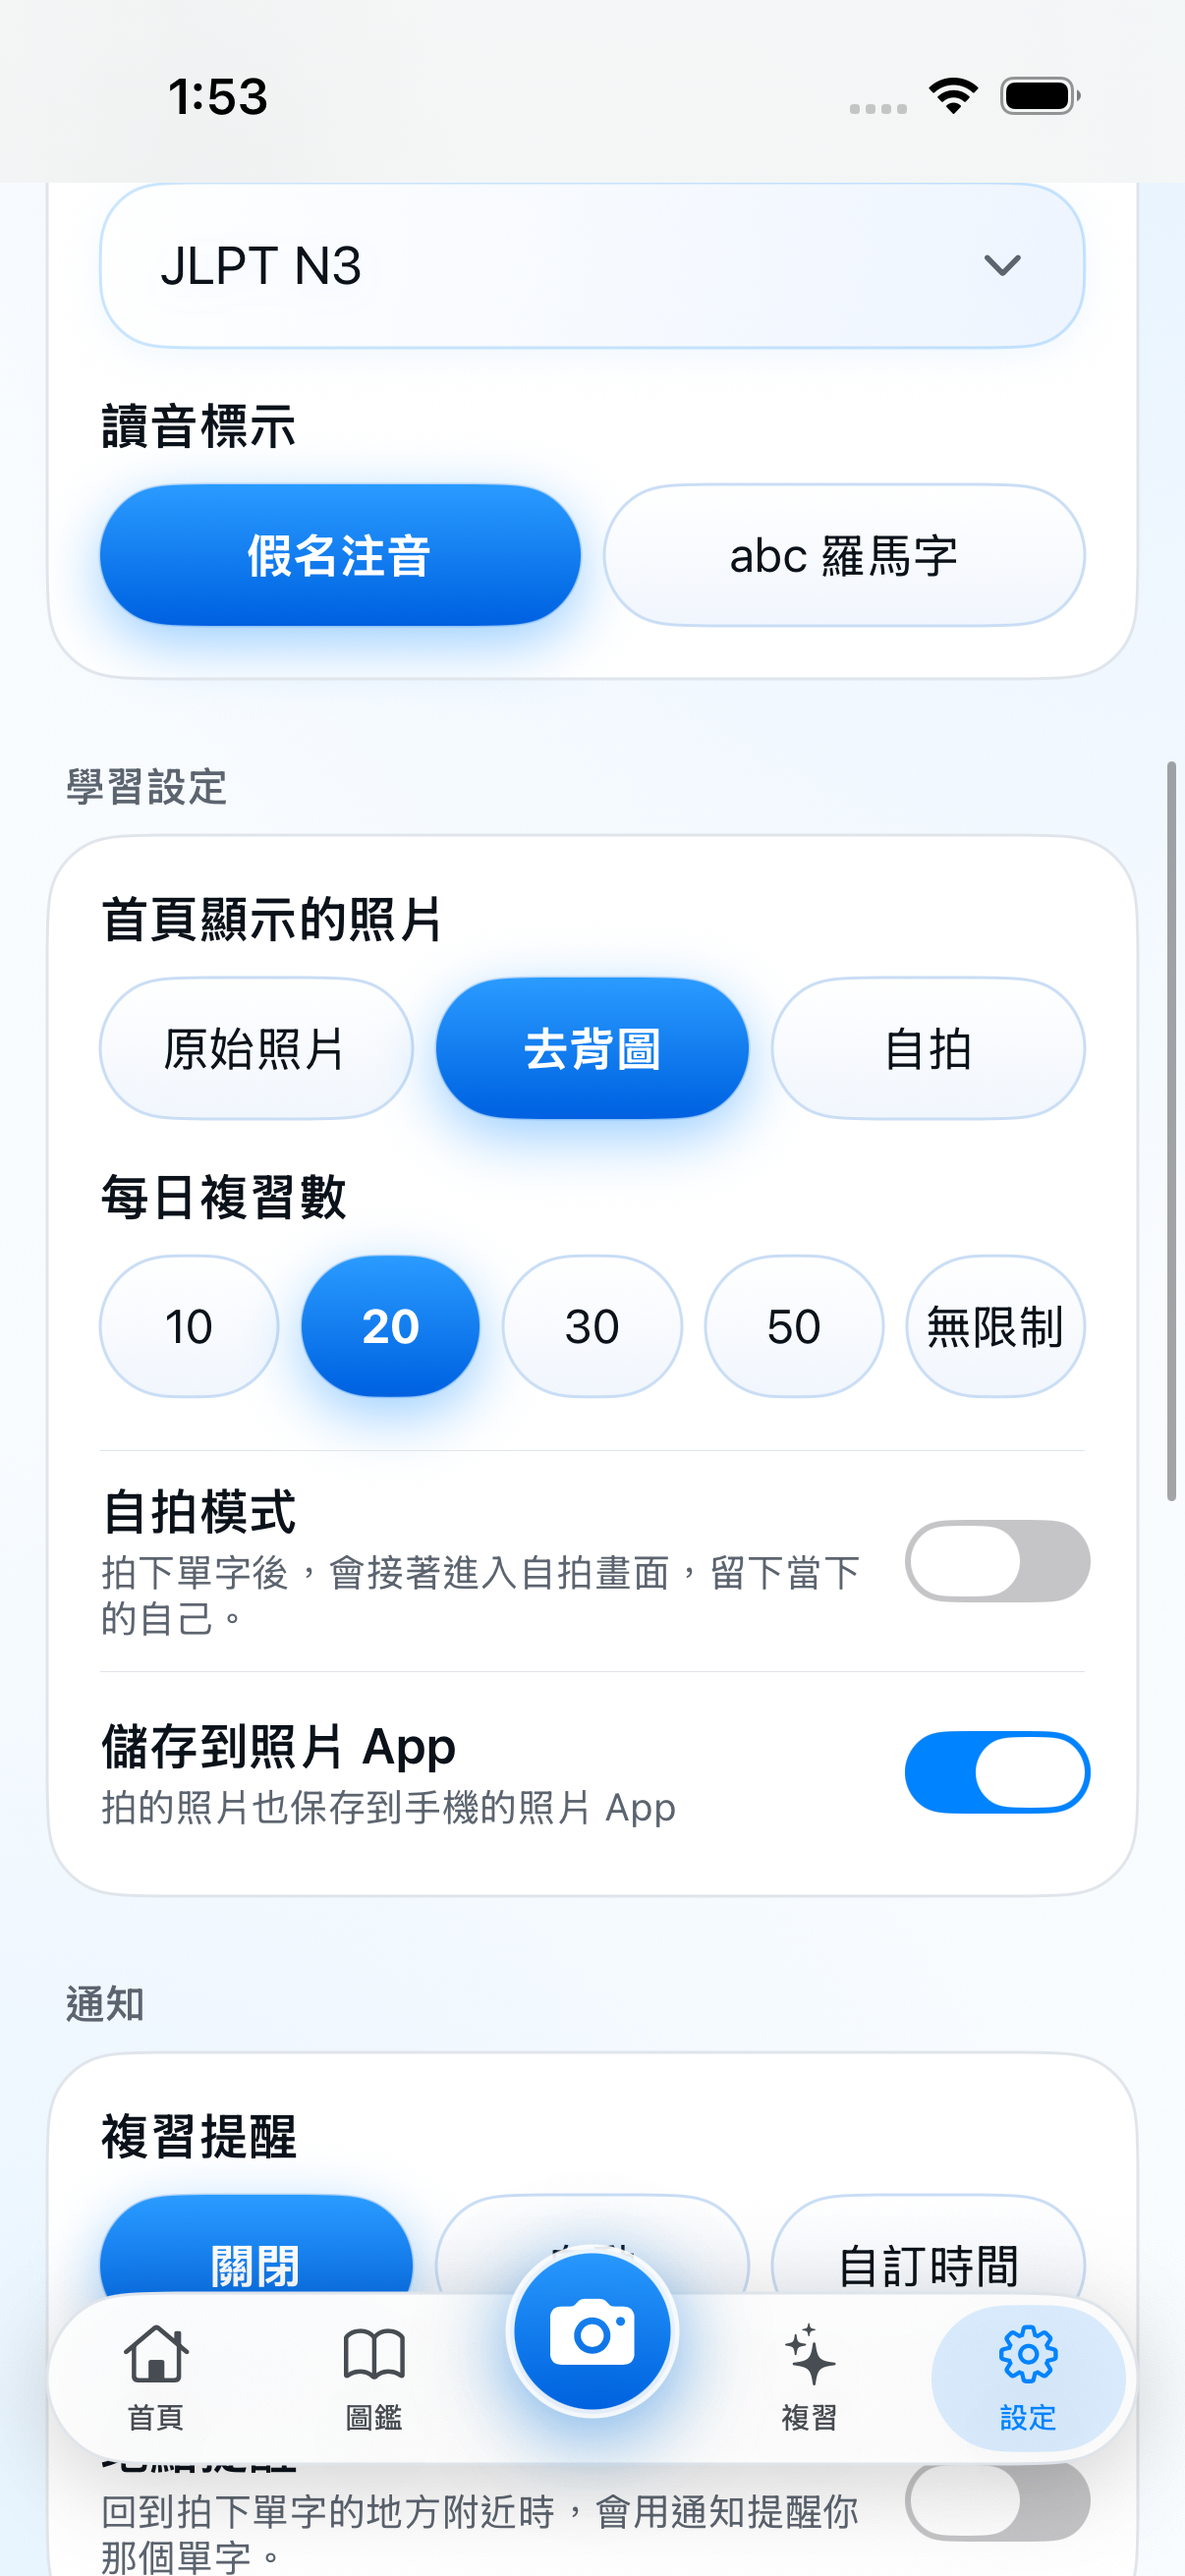 1:53
JLPT N3
讀音標示
假名注音
abc 羅馬字
學習設定
首頁顯示的照片
原始照片
去背圖
自拍
每日複習數
10
20
30
50
無限制
自拍模式
拍下單字後，會接著進入自拍畫面，留下當下
的自己。
儲存到照片 App
拍的照片也保存到手機的照片 App
通知
複習提醒
關閉
自訂時間
首頁
圖鑑
複習
設定
回到拍下單字的地方附近時，會用通知提醒你
那個單字。